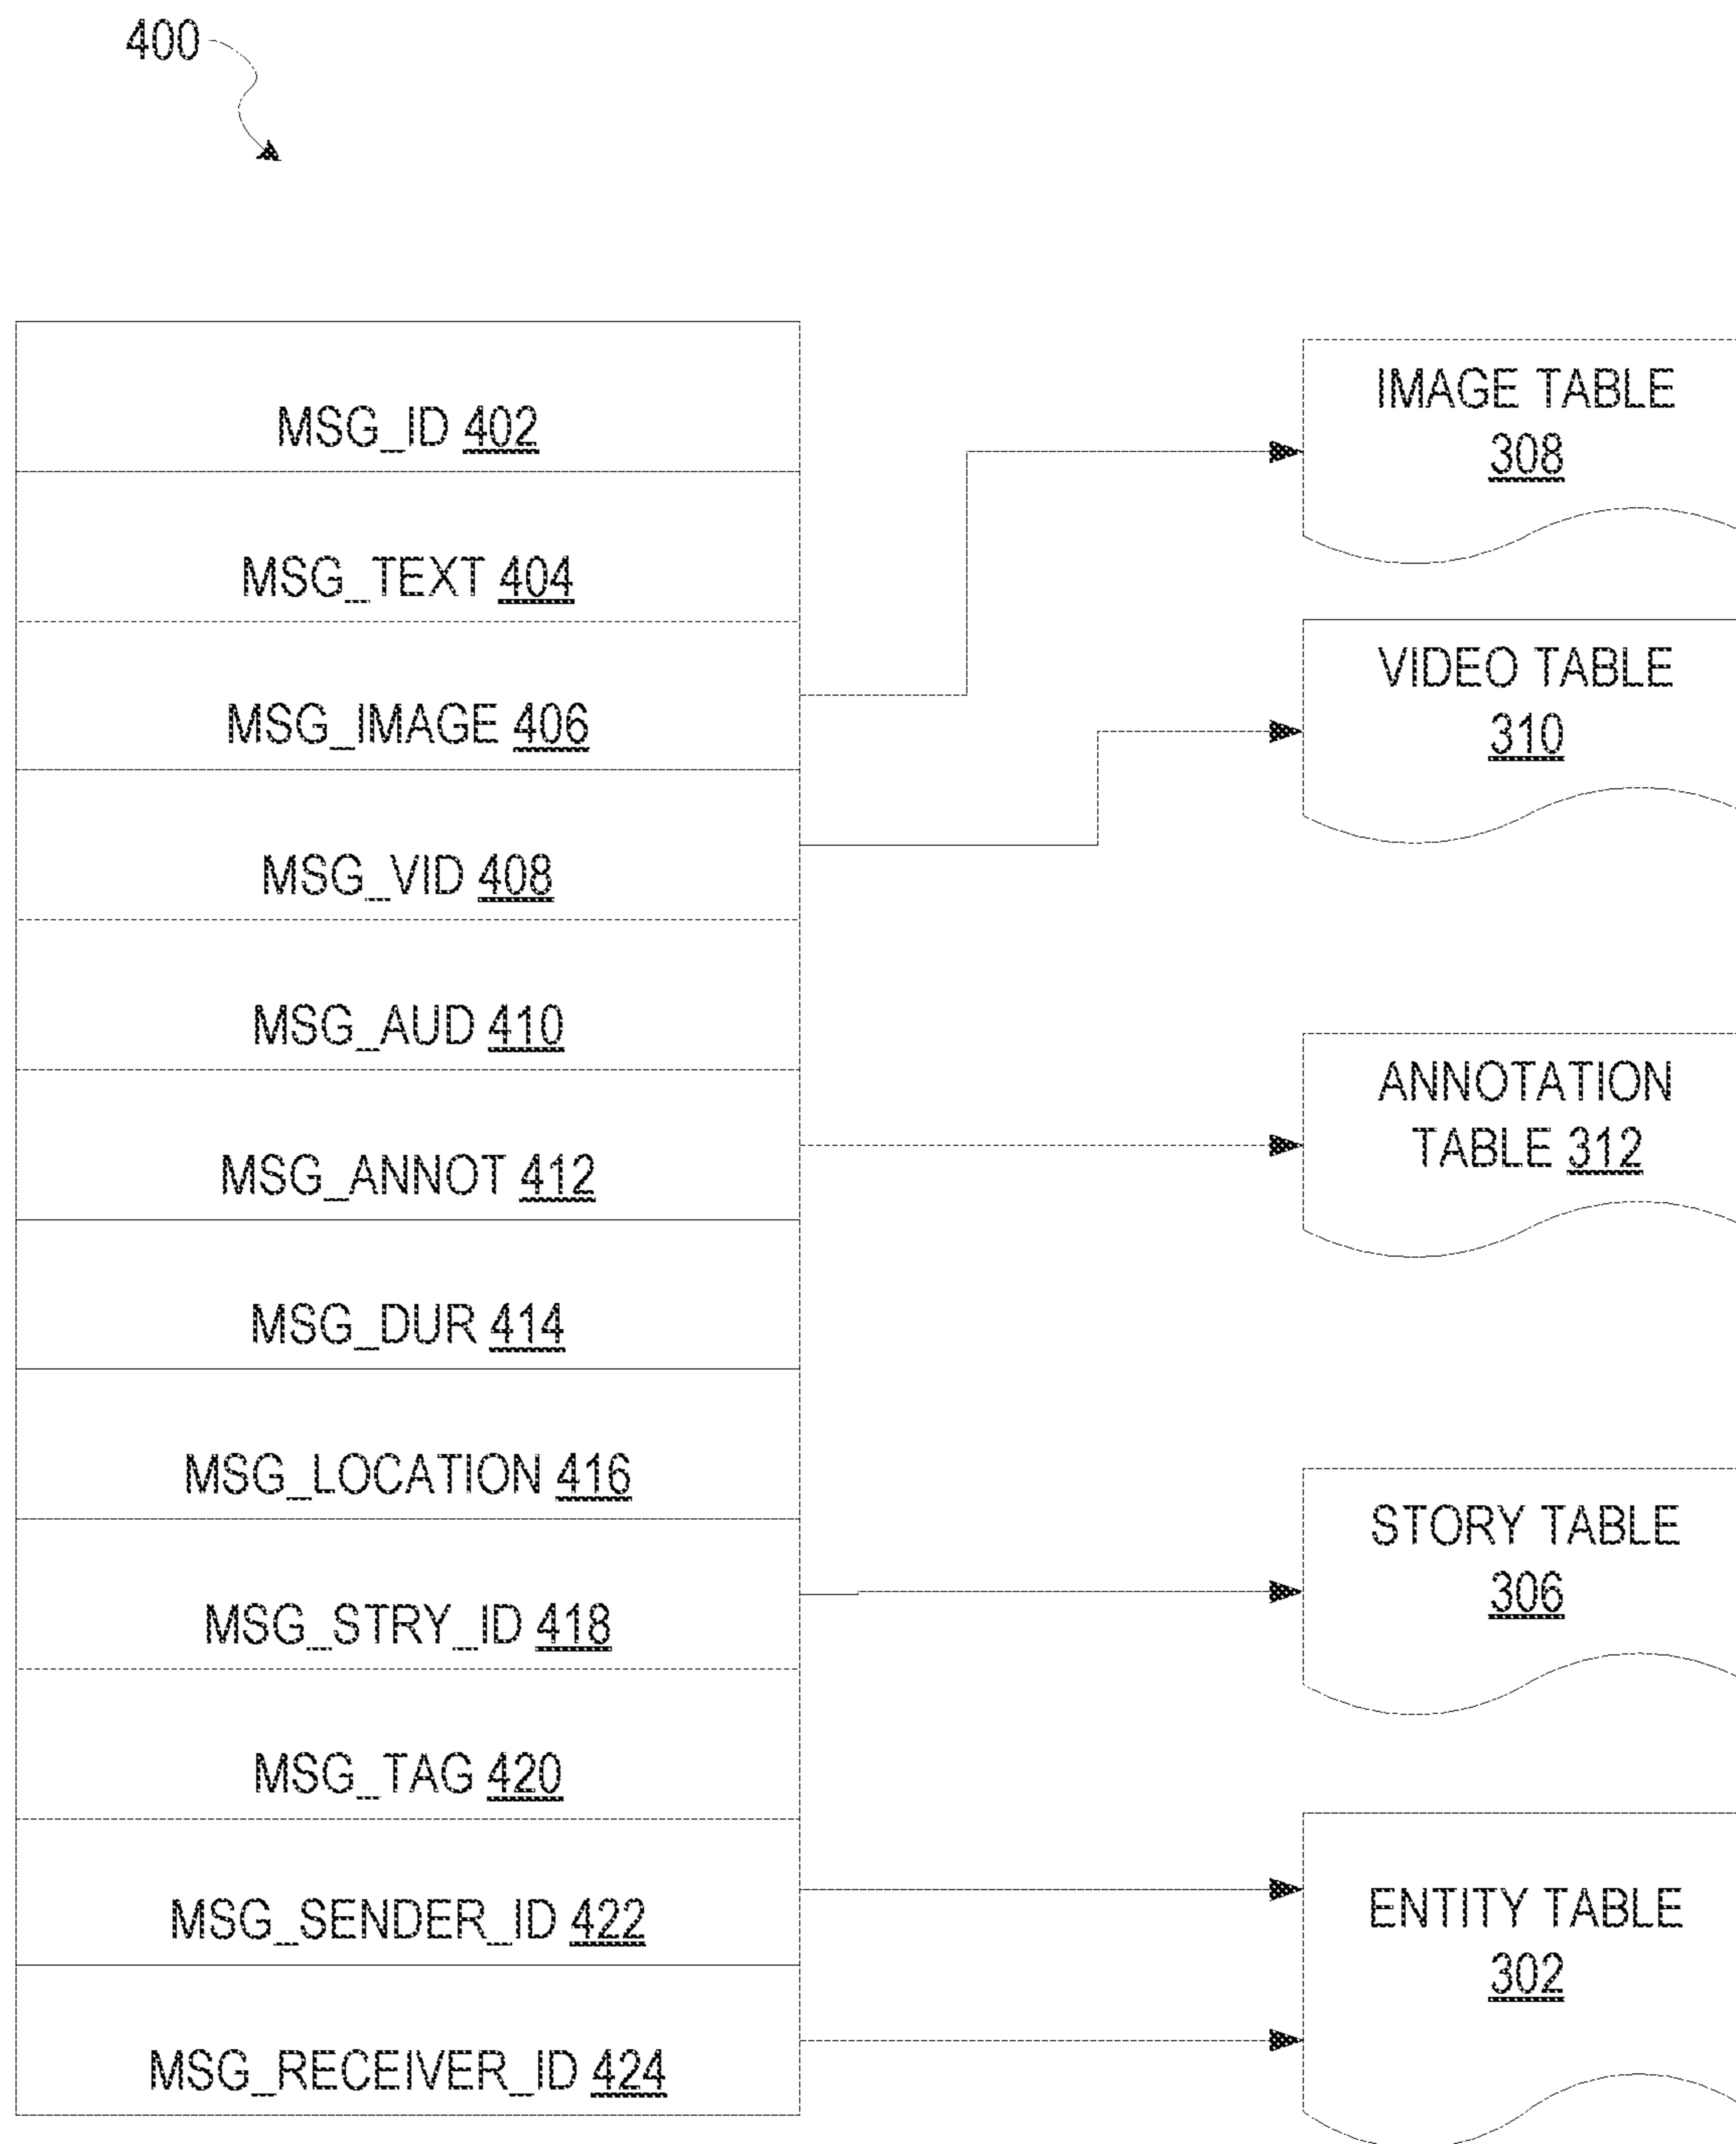 400
MSG_ID 402
MSG_TEXT 404
MSG_IMAGE 406
MSG_VID 408
MSG_AUD 410
MSG_ANNOT 412
MSG_DUR 414
MSG_LOCATION 416
MSG_STRY_ID 418
MSG_TAG 420
MSG_SENDER_ID 422
MSG_RECEIVER_ID 424
IMAGE TABLE
308
VIDEO TABLE
310
ANNOTATION
TABLE 312
STORY TABLE
306
ENTITY TABLE
302